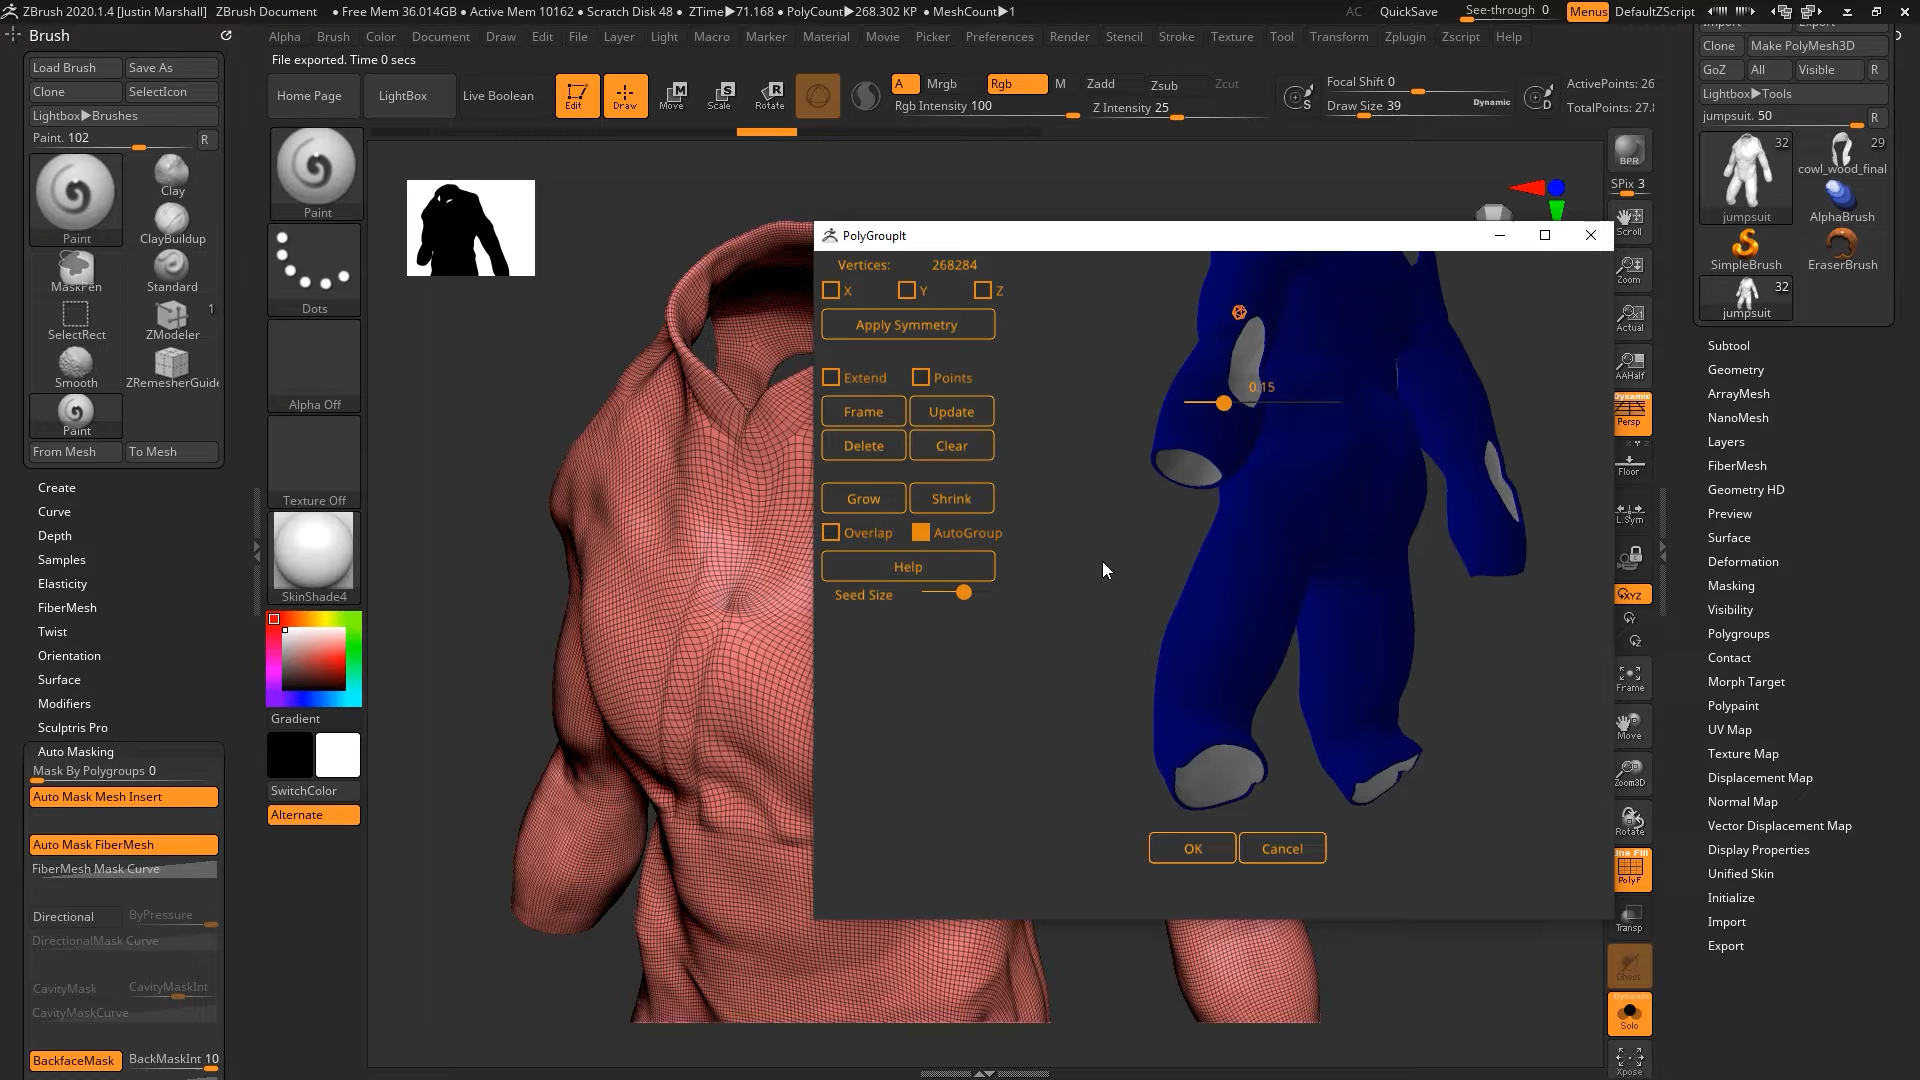 ZBrush 2020.1.4 [Justin Marshall] ZBrush Document • Free Mem 36.014GB • Active Mem 10162 • Scratch Disk 48 • ZTime▶71.168 • PolyCount▶268.302 KP • MeshCount▶1
AC QuickSave See-through 0 Menus DefaultZScript
Brush
Alpha Brush Color Document Draw Edit File Layer Light Macro Marker Material Movie Picker Preferences Render Stencil Stroke Texture Tool Transform Zplugin Zscript Help
File exported. Time 0 secs
Load Brush Save As
Clone SelectIcon
Lightbox▶Brushes
Paint. 102 R
Paint
Clay
ClayBuildup
MaskPen Standard
SelectRect ZModeler 1
Smooth ZRemesherGuide
Paint
From Mesh To Mesh
Create
Curve
Depth
Samples
Elasticity
FiberMesh
Twist
Orientation
Surface
Modifiers
Sculptris Pro
Auto Masking
Mask By Polygroups 0
Auto Mask Mesh Insert
Auto Mask FiberMesh
FiberMesh Mask Curve
Directional ByPressure
DirectionalMask Curve
CavityMask CavityMaskInt
CavityMaskCurve
BackfaceMask BackMaskInt 10
Home Page LightBox Live Boolean
Edit Draw Move Scale Rotate
A Mrgb Rgb M Zadd Zsub Zcut
Rgb Intensity 100 Z Intensity 25
Focal Shift 0
Draw Size 39 Dynamic
S D
ActivePoints: 26
TotalPoints: 27.
Paint
Dots
Alpha Off
Texture Off
SkinShade4
Gradient
SwitchColor
Alternate
PolyGroupIt
Vertices: 268284
X Y Z
Apply Symmetry
Extend Points
Frame Update
Delete Clear
Grow Shrink
Overlap AutoGroup
Help
Seed Size
0.15
OK Cancel
BPR
SPix 3
Scroll
Zoom
Actual
AAHalf
Dynamic
Persp
Floor
L.Sym
XYZ
Frame
Move
Zoom3D
Rotate
Line Fill
PolyF
Transp
Ghost
Dynamic
Solo
Xpose
Import Export
Clone Make PolyMesh3D
GoZ All Visible R
Lightbox▶Tools
jumpsuit. 50 R
32 29
jumpsuit cowl_wood_final
AlphaBrush
SimpleBrush EraserBrush
32
jumpsuit
Subtool
Geometry
ArrayMesh
NanoMesh
Layers
FiberMesh
Geometry HD
Preview
Surface
Deformation
Masking
Visibility
Polygroups
Contact
Morph Target
Polypaint
UV Map
Texture Map
Displacement Map
Normal Map
Vector Displacement Map
Display Properties
Unified Skin
Initialize
Import
Export